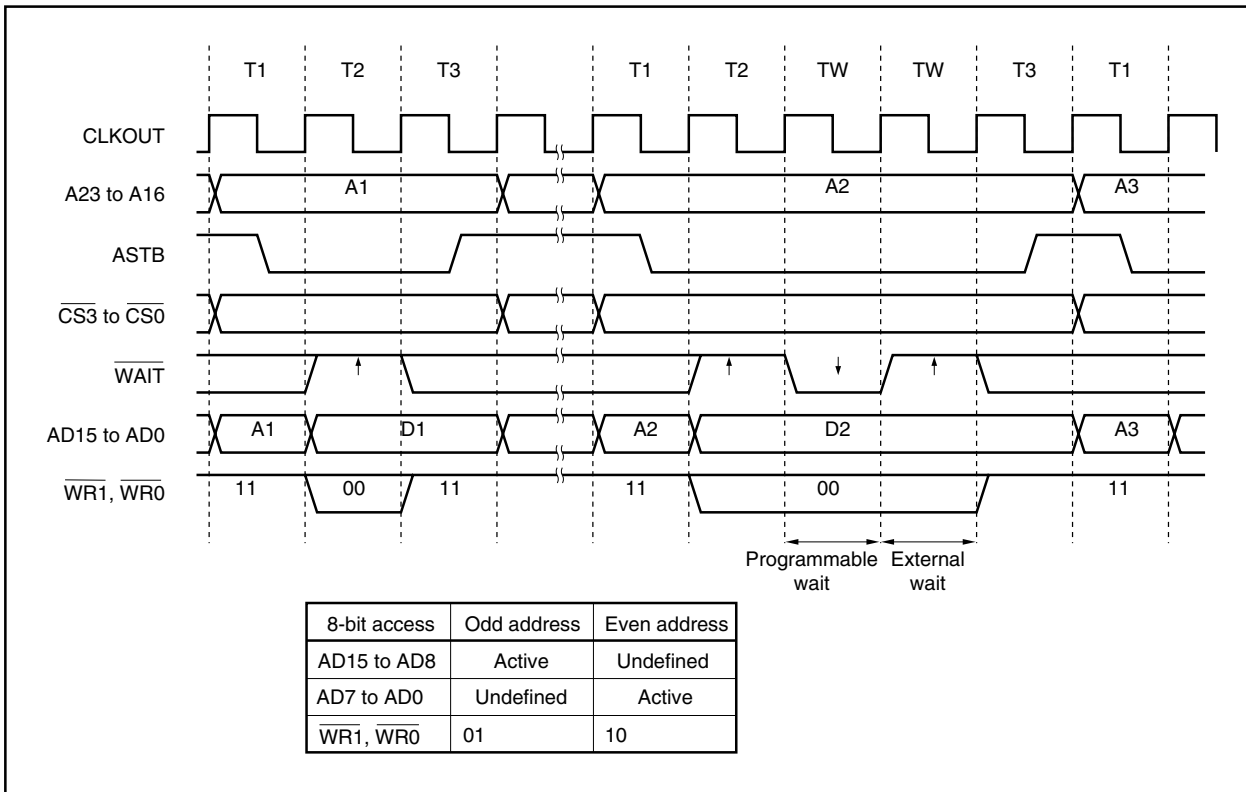 T1 T2 T3 T1 T2 TW TW T3 T1
CLKOUT
A23 to A16 A1 A2 A3
ASTB
CS3 to CS0
WAIT
AD15 to AD0 A1 D1 A2 D2 A3
WR1, WR0 11 00 11 11 00 11
Programmable wait
External wait
8-bit access Odd address Even address
AD15 to AD8 Active Undefined
AD7 to AD0 Undefined Active
WR1, WR0 01 10